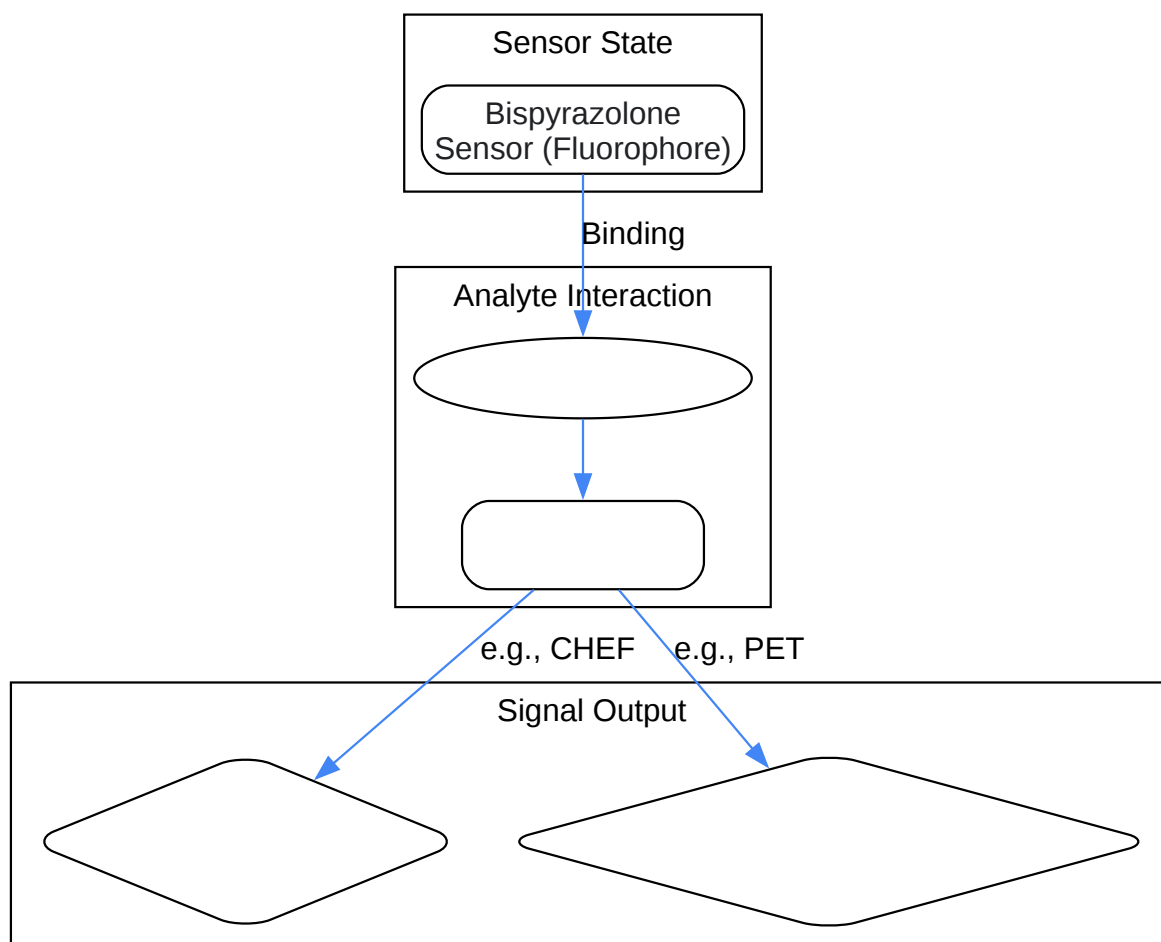 Sensor State
Bispyrazolone
Sensor (Fluorophore)
Binding
Analyte Interaction
e.g., CHEF
e.g., PET
Signal Output